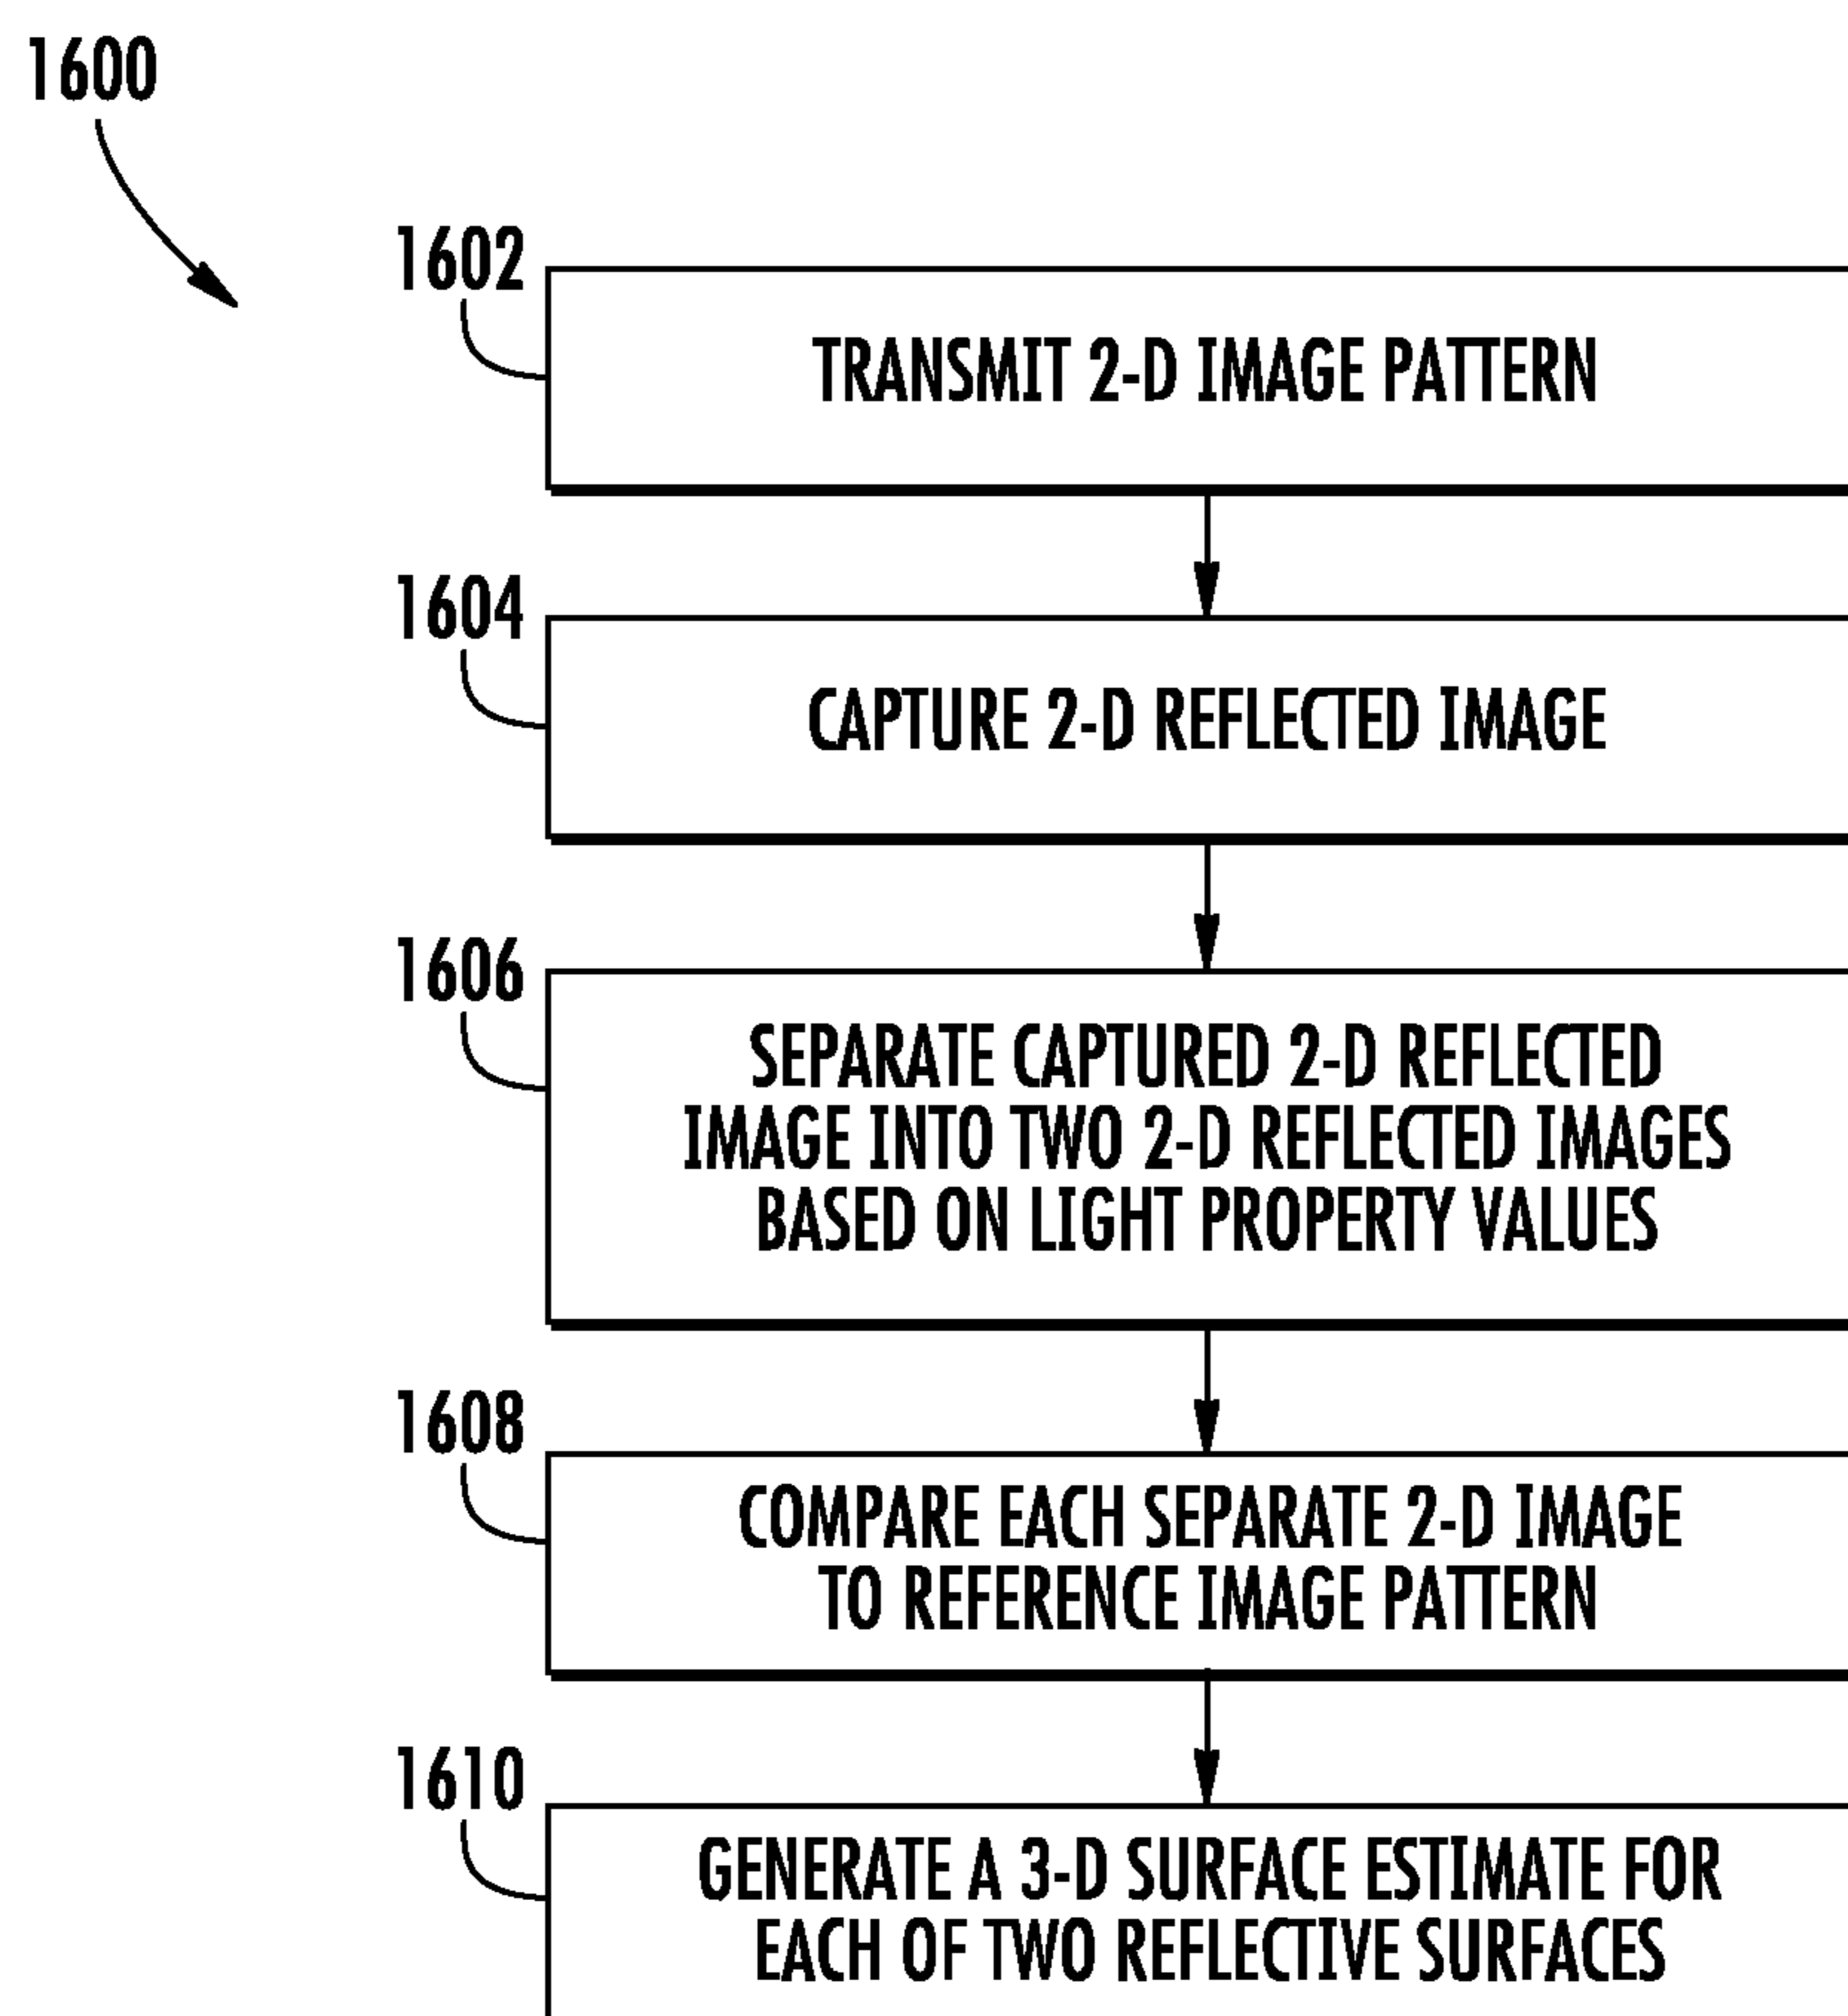 1600
1602
TRANSMIT 2-D IMAGE PATTERN
1604
CAPTURE 2-D REFLECTED IMAGE
1606
SEPARATE CAPTURED 2-D REFLECTED
IMAGE INTO TWO 2-D REFLECTED IMAGES
BASED ON LIGHT PROPERTY VALUES
1608
COMPARE EACH SEPARATE 2-D IMAGE
TO REFERENCE IMAGE PATTERN
1610
GENERATE A 3-D SURFACE ESTIMATE FOR
EACH OF TWO REFLECTIVE SURFACES